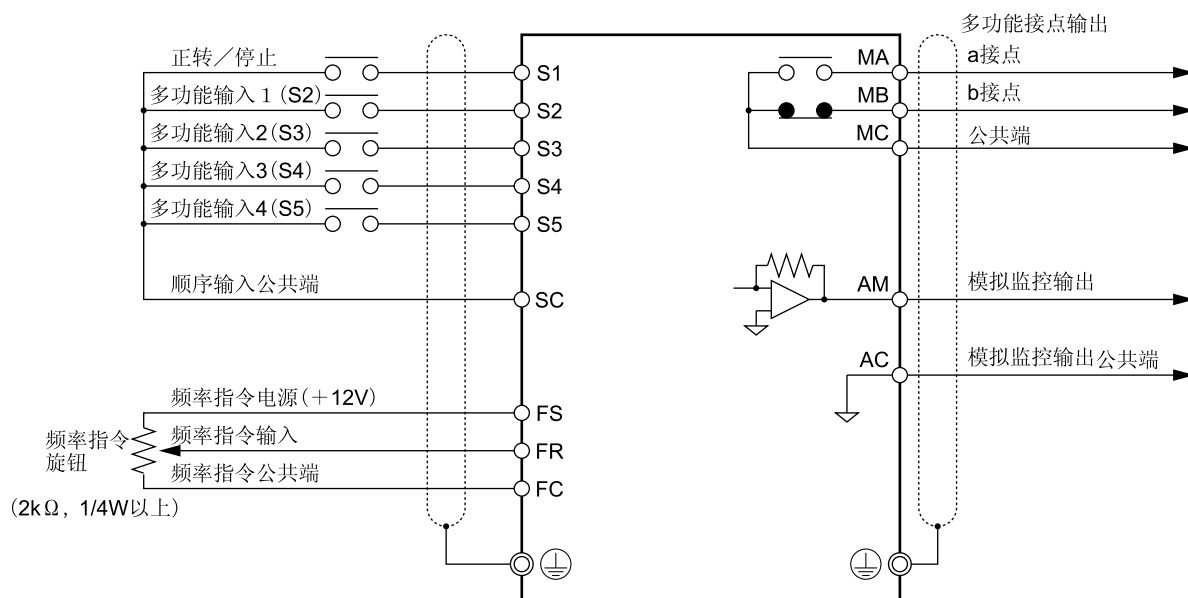 多功能接点输出
正转／停止
S1
MA
a接点
多功能输入1(S2)
S2
MB
b接点
多功能输入2(S3)
S3
MC
公共端
多功能输入3(S4)
S4
多功能输入4(S5)
S5
顺序输入公共端
SC
AM
模拟监控输出
AC
模拟监控输出公共端
频率指令电源(＋12V)
FS
频率指令
旋钮
频率指令输入
FR
频率指令公共端
FC
(2kΩ, 1/4W以上)